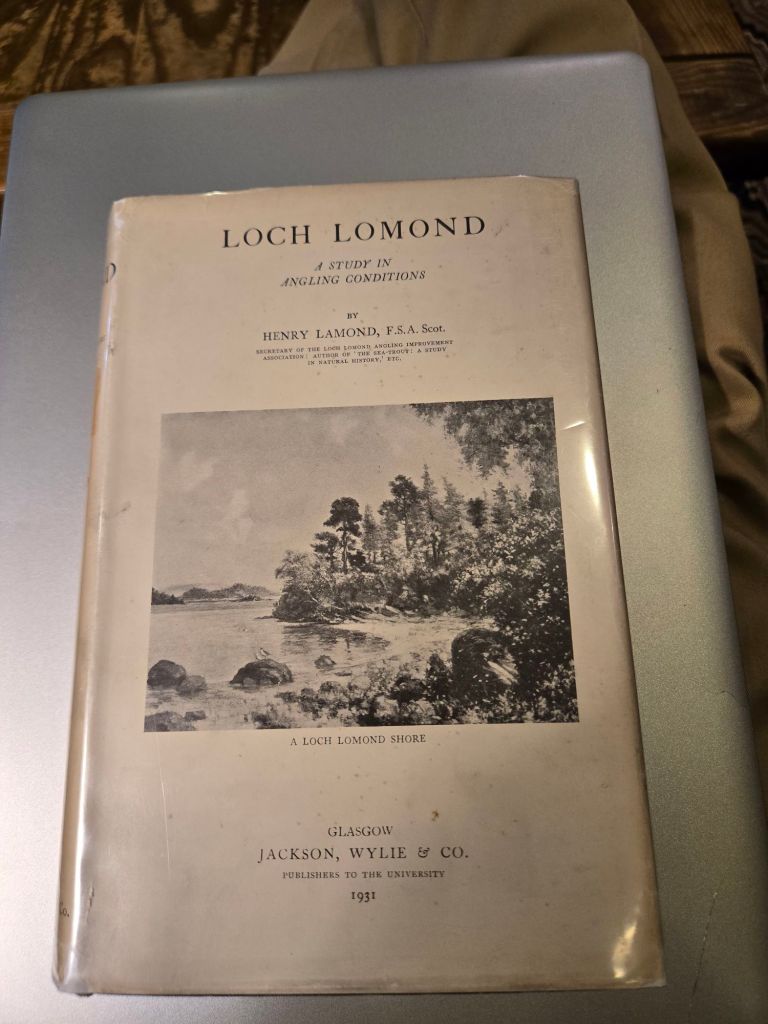 LOCH LOMOND
A STUDY IN
ANGLING CONDITIONS
BY
HENRY LAMOND, F.S.A. Scot.
SECRETARY OF THE LOCH LOMOND ANGLING IMPROVEMENT
ASSOCIATION: AUTHOR OF 'THE SEA-TROUT: A STUDY
IN NATURAL HISTORY,' ETC.
A LOCH LOMOND SHORE
GLASGOW
JACKSON, WYLIE & CO.
PUBLISHERS TO THE UNIVERSITY
1931
D
Co.